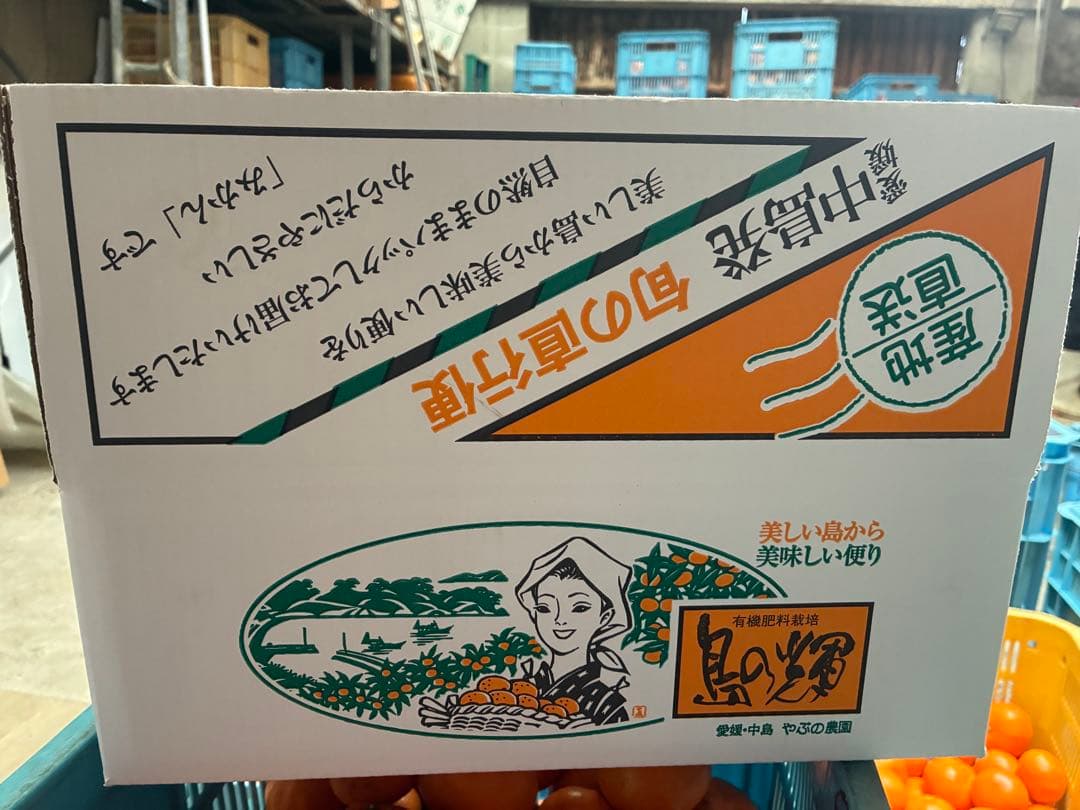 愛媛
中島発
旬の直行便
産地
直送
美しい島から美味しい便りを
自然のままパックしてお届けいたします
からだにやさしい
「みかん」です
美しい島から
美味しい便り
有機肥料栽培
島の輝
愛媛・中島 やぶの農園